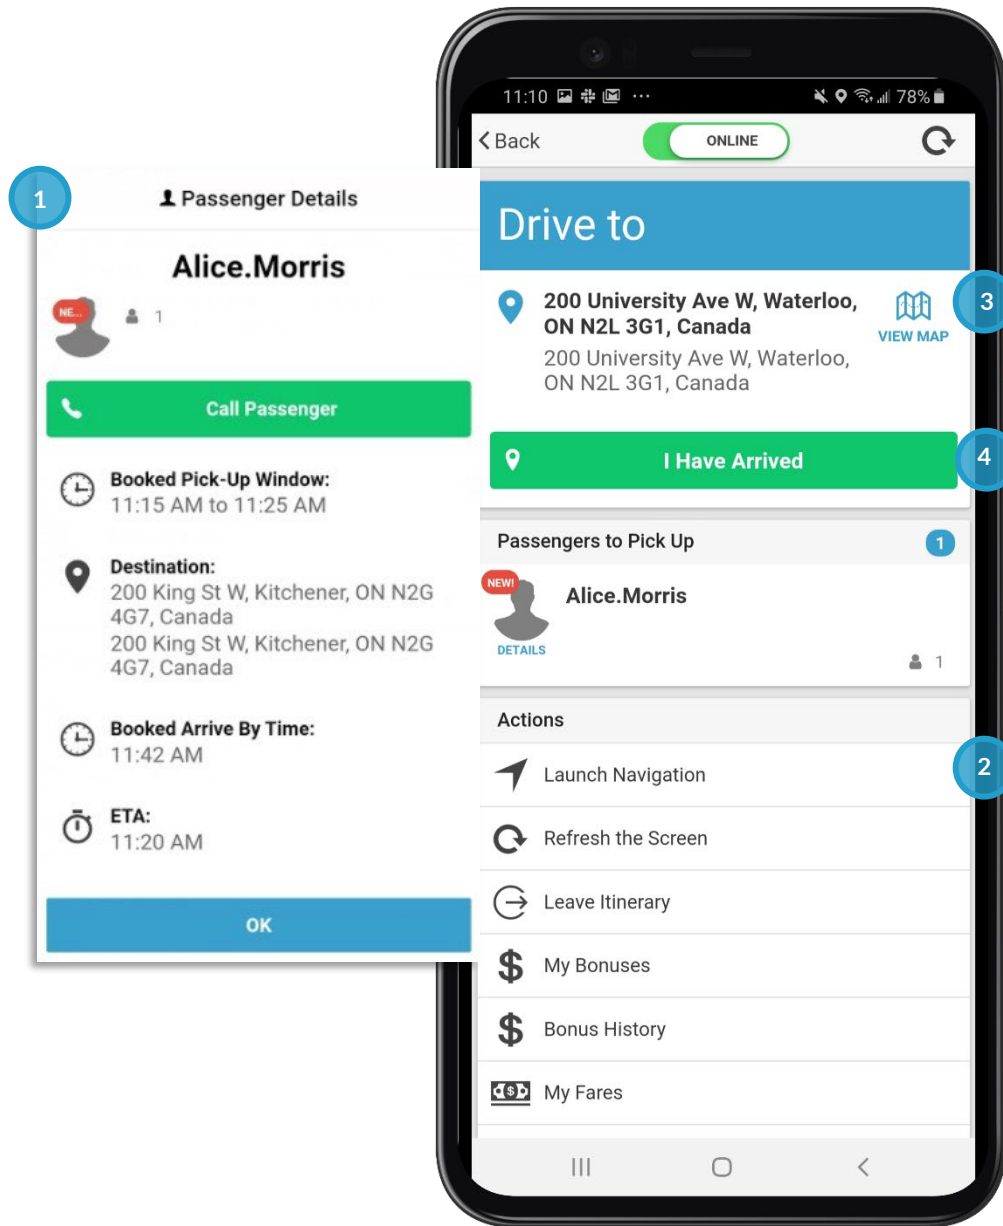 1
Passenger Details
Alice.Morris
NE...
1
Call Passenger
Booked Pick-Up Window:
11:15 AM to 11:25 AM
Destination:
200 King St W, Kitchener, ON N2G
4G7, Canada
200 King St W, Kitchener, ON N2G
4G7, Canada
Booked Arrive By Time:
11:42 AM
ETA:
11:20 AM
OK
11:10 ... 78%
Back
ONLINE
Drive to
200 University Ave W, Waterloo,
ON N2L 3G1, Canada
200 University Ave W, Waterloo,
ON N2L 3G1, Canada
VIEW MAP
3
I Have Arrived
4
Passengers to Pick Up
1
NEW!
Alice.Morris
DETAILS
1
Actions
Launch Navigation
2
Refresh the Screen
Leave Itinerary
$ My Bonuses
$ Bonus History
My Fares